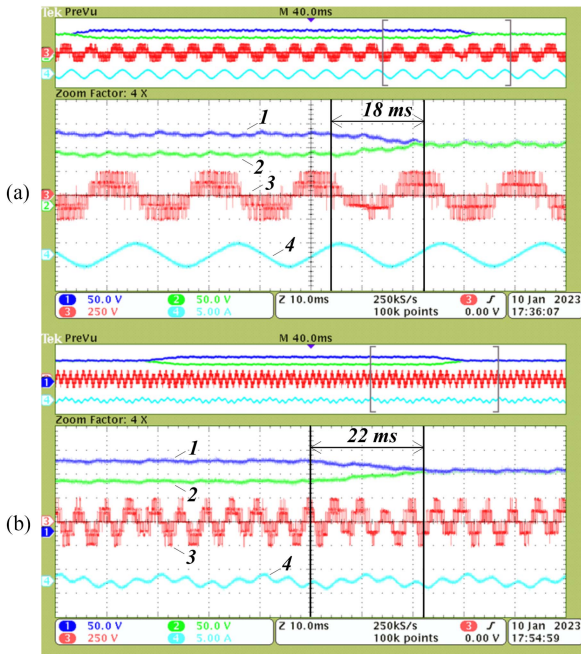 Tek PreVu M 40.0ms
3
4
Zoom Factor: 4 X
18 ms
1
2
3
(a)
3
2
4
4
1 50.0 V 2 50.0 V Z 10.0ms 250kS/s 3 10 Jan 2023
3 250 V 4 5.00 A 100k points 0.00 V 17:36:07
Tek PreVu M 40.0ms
1
4
Zoom Factor: 4 X
22 ms
1
2
(b)
3
1
3
4
4
1 50.0 V 2 50.0 V Z 10.0ms 250kS/s 3 10 Jan 2023
3 250 V 4 5.00 A 100k points 0.00 V 17:54:59